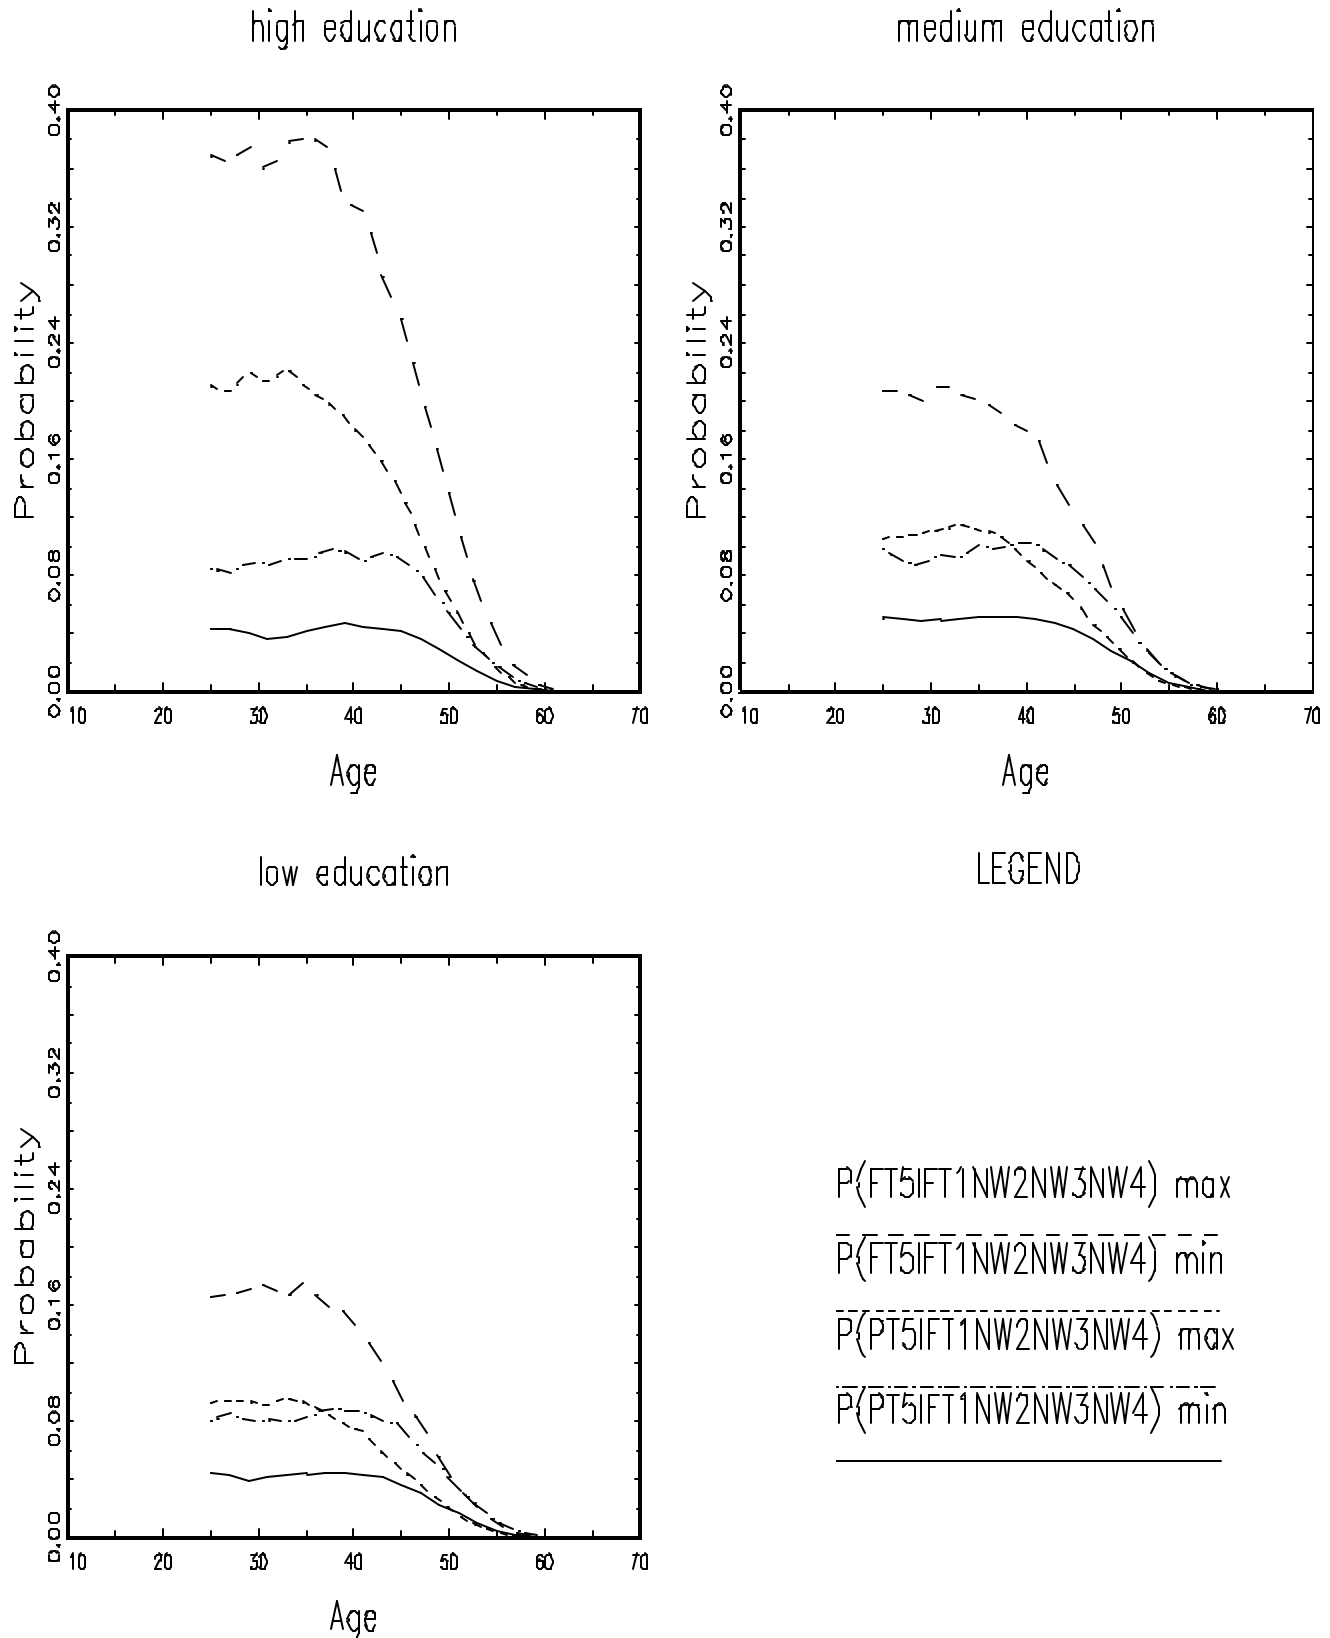 high education
0.40
0.32
0.24
0.16
0.08
0.00
Probability
10 20 30 40 50 60 70
Age
medium education
0.40
0.32
0.24
0.16
0.08
0.00
Probability
10 20 30 40 50 60 70
Age
low education
0.40
0.32
0.24
0.16
0.08
0.00
Probability
10 20 30 40 50 60 70
Age
LEGEND
P(FT5IFT1NW2NW3NW4) max
P(FT5IFT1NW2NW3NW4) min
P(PT5IFT1NW2NW3NW4) max
P(PT5IFT1NW2NW3NW4) min